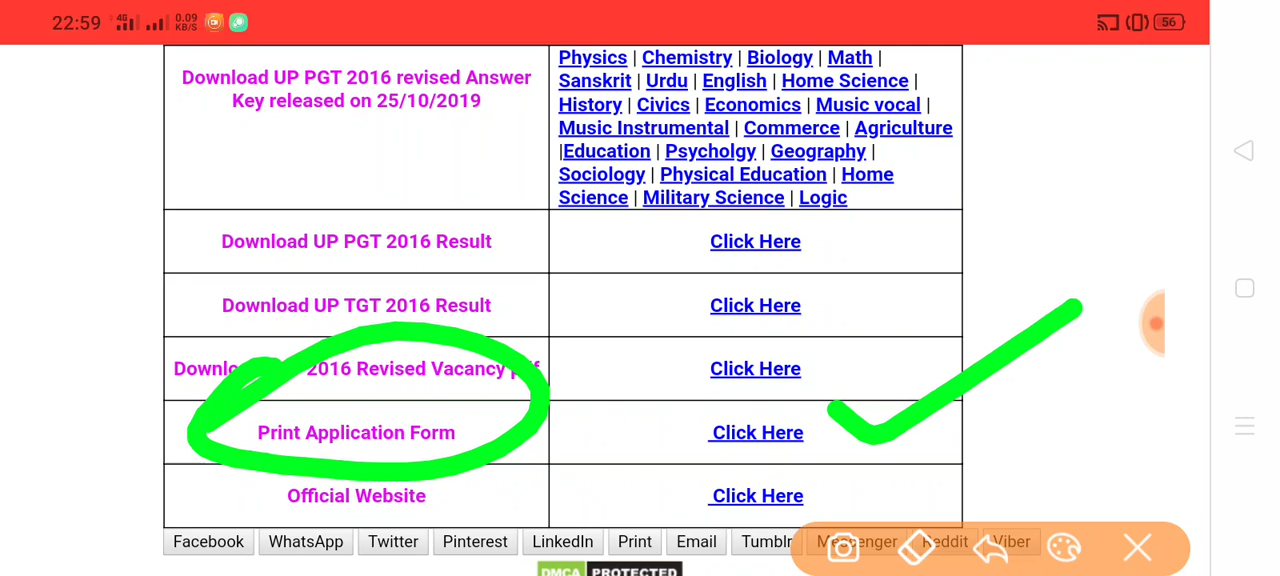 22:59 4G 0.09 KB/S 56
Download UP PGT 2016 revised Answer
Key released on 25/10/2019
Physics | Chemistry | Biology | Math |
Sanskrit | Urdu | English | Home Science |
History | Civics | Economics | Music vocal |
Music Instrumental | Commerce | Agriculture
|Education | Psycholgy | Geography |
Sociology | Physical Education | Home
Science | Military Science | Logic
Download UP PGT 2016 Result Click Here
Download UP TGT 2016 Result Click Here
2016 Revised Vacancy Click Here
Print Application Form Click Here
Official Website Click Here
Facebook WhatsApp Twitter Pinterest LinkedIn Print Email Tumblr Messenger Reddit Viber
DMCA PROTECTED